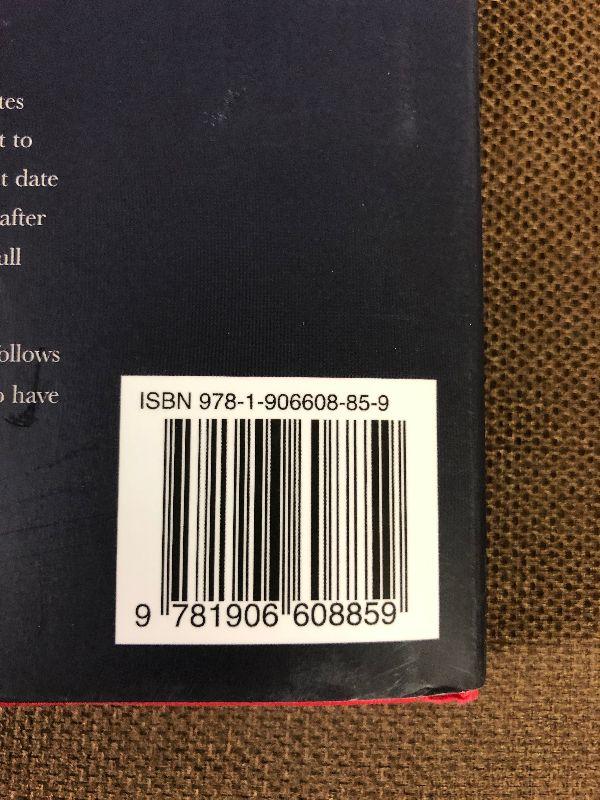 tes
t to
t date
after
ull
ollows
o have
ISBN 978-1-906608-85-9
9 781906 608859